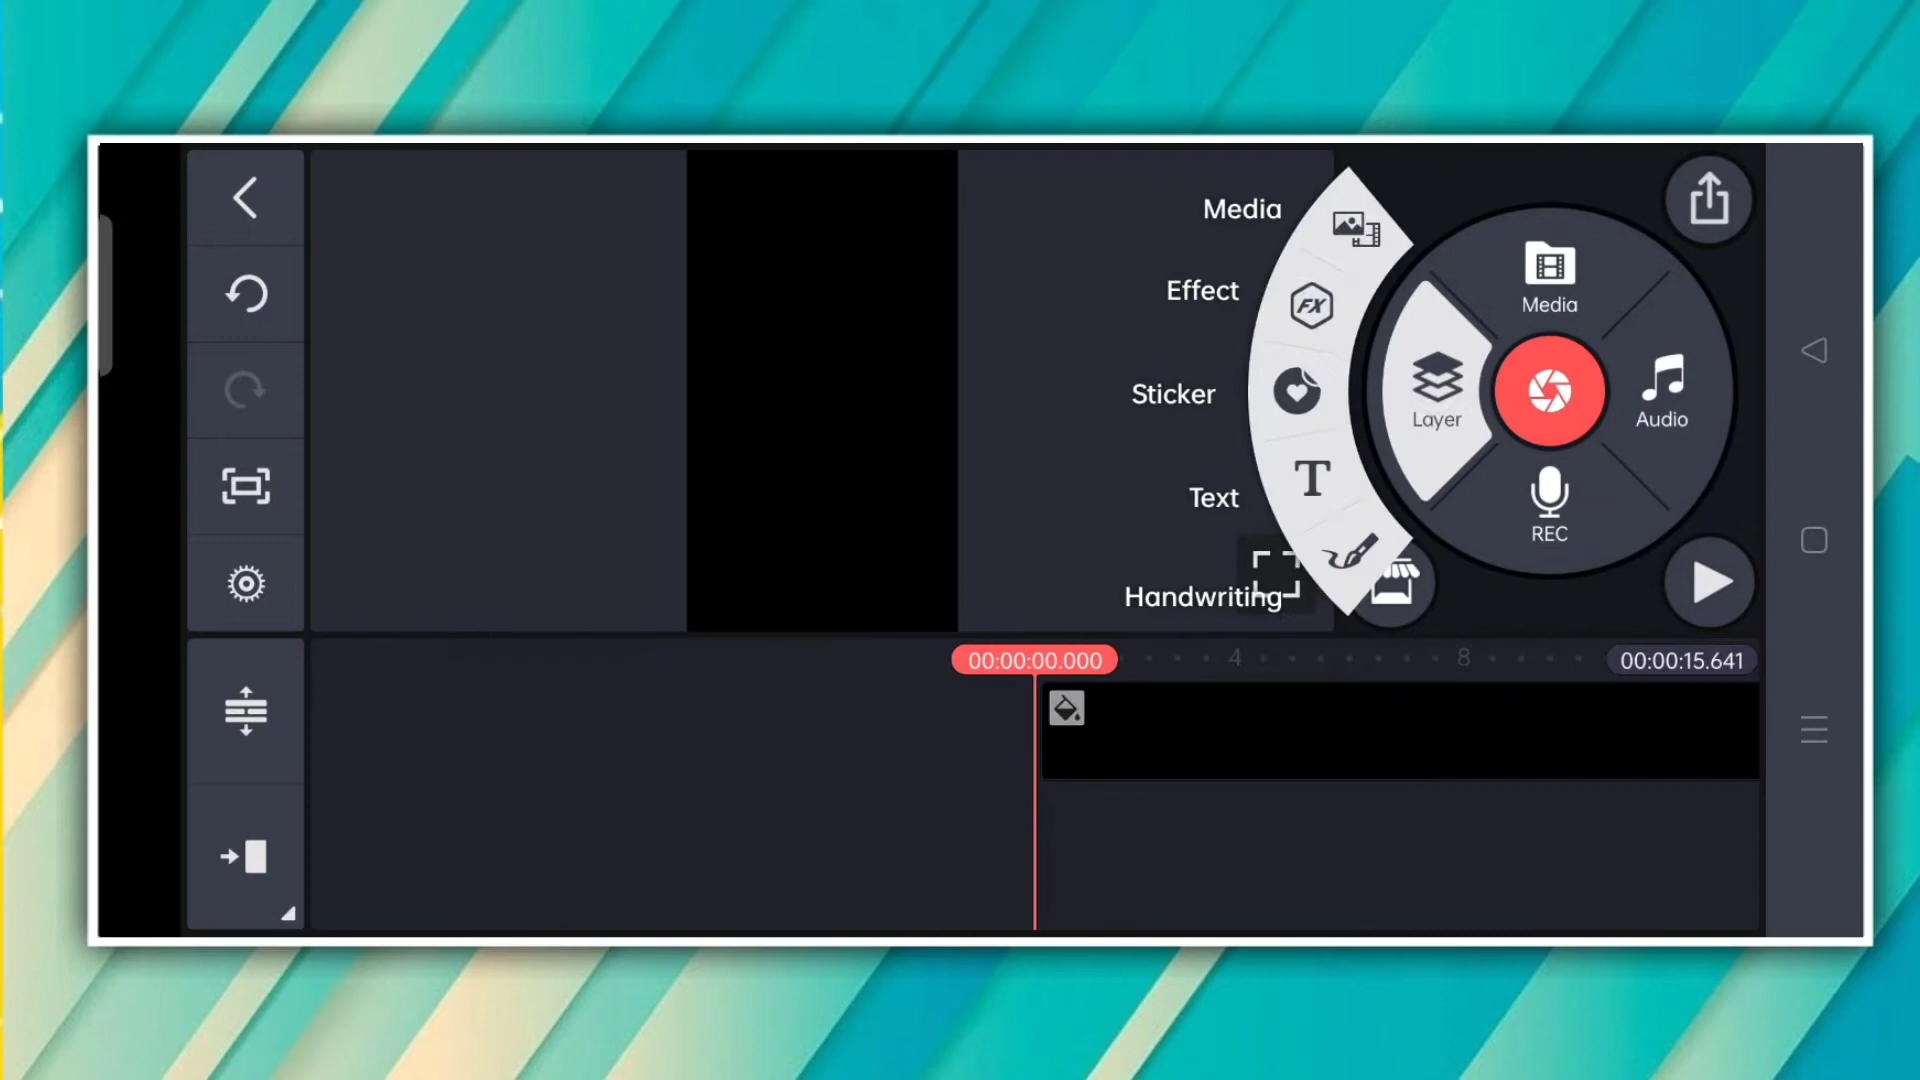 Media
Effect
Sticker
Text
Handwriting
FX
T
Media
Layer
Audio
REC
00:00:00.000
4
8
00:00:15.641